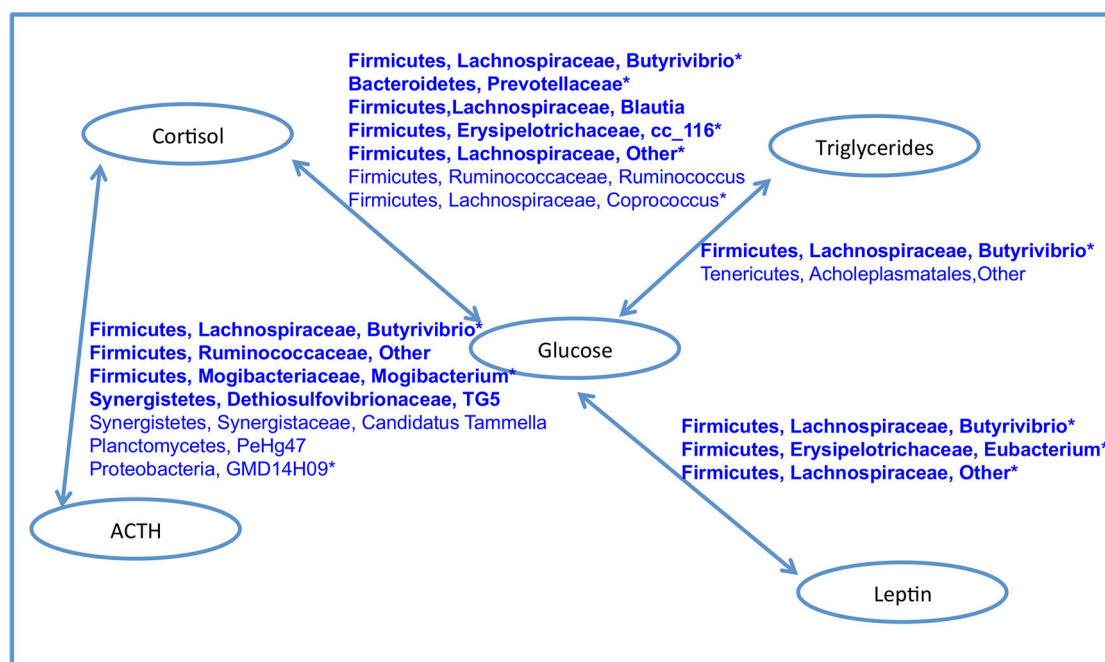 Firmicutes, Lachnospiraceae, Butyrivibrio*
Bacteroidetes, Prevotellaceae*
Firmicutes,Lachnospiraceae, Blautia
Firmicutes, Erysipelotrichaceae, cc_116*
Firmicutes, Lachnospiraceae, Other*
Firmicutes, Ruminococcaceae, Ruminococcus
Firmicutes, Lachnospiraceae, Coprococcus*
Cortisol
Triglycerides
Firmicutes, Lachnospiraceae, Butyrivibrio*
Tenericutes, Acholeplasmatales,Other
Firmicutes, Lachnospiraceae, Butyrivibrio*
Firmicutes, Ruminococcaceae, Other
Firmicutes, Mogibacteriaceae, Mogibacterium*
Synergistetes, Dethiosulfovibrionaceae, TG5
Synergistetes, Synergistaceae, Candidatus Tammella
Planctomycetes, PeHg47
Proteobacteria, GMD14H09*
Glucose
Firmicutes, Lachnospiraceae, Butyrivibrio*
Firmicutes, Erysipelotrichaceae, Eubacterium*
Firmicutes, Lachnospiraceae, Other*
ACTH
Leptin